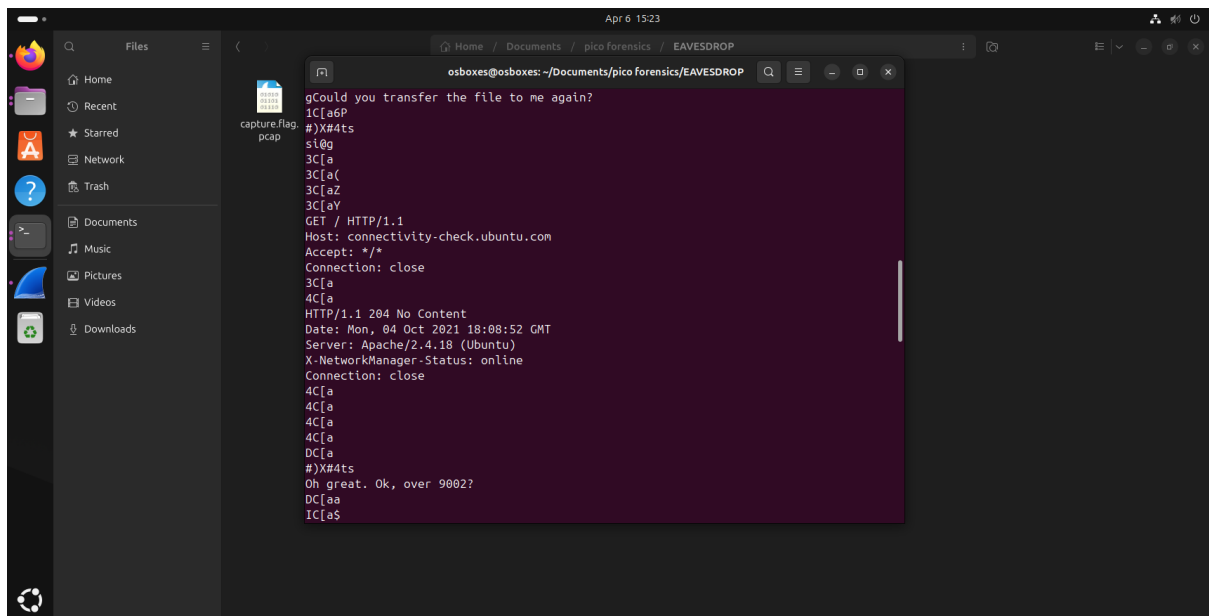 Apr 6 15:23
Files
Home / Documents / pico forensics / EAVESDROP
Home
Recent
Starred
Network
Trash
Documents
Music
Pictures
Videos
Downloads
01010
01101
01110
capture.flag.
pcap
osboxes@osboxes: ~/Documents/pico forensics/EAVESDROP
gCould you transfer the file to me again?
1C[a6P
#)X#4ts
si@g
3C[a
3C[a(
3C[aZ
3C[aY
GET / HTTP/1.1
Host: connectivity-check.ubuntu.com
Accept: */*
Connection: close
3C[a
4C[a
HTTP/1.1 204 No Content
Date: Mon, 04 Oct 2021 18:08:52 GMT
Server: Apache/2.4.18 (Ubuntu)
X-NetworkManager-Status: online
Connection: close
4C[a
4C[a
4C[a
4C[a
DC[a
#)X#4ts
Oh great. Ok, over 9002?
DC[aa
IC[a$